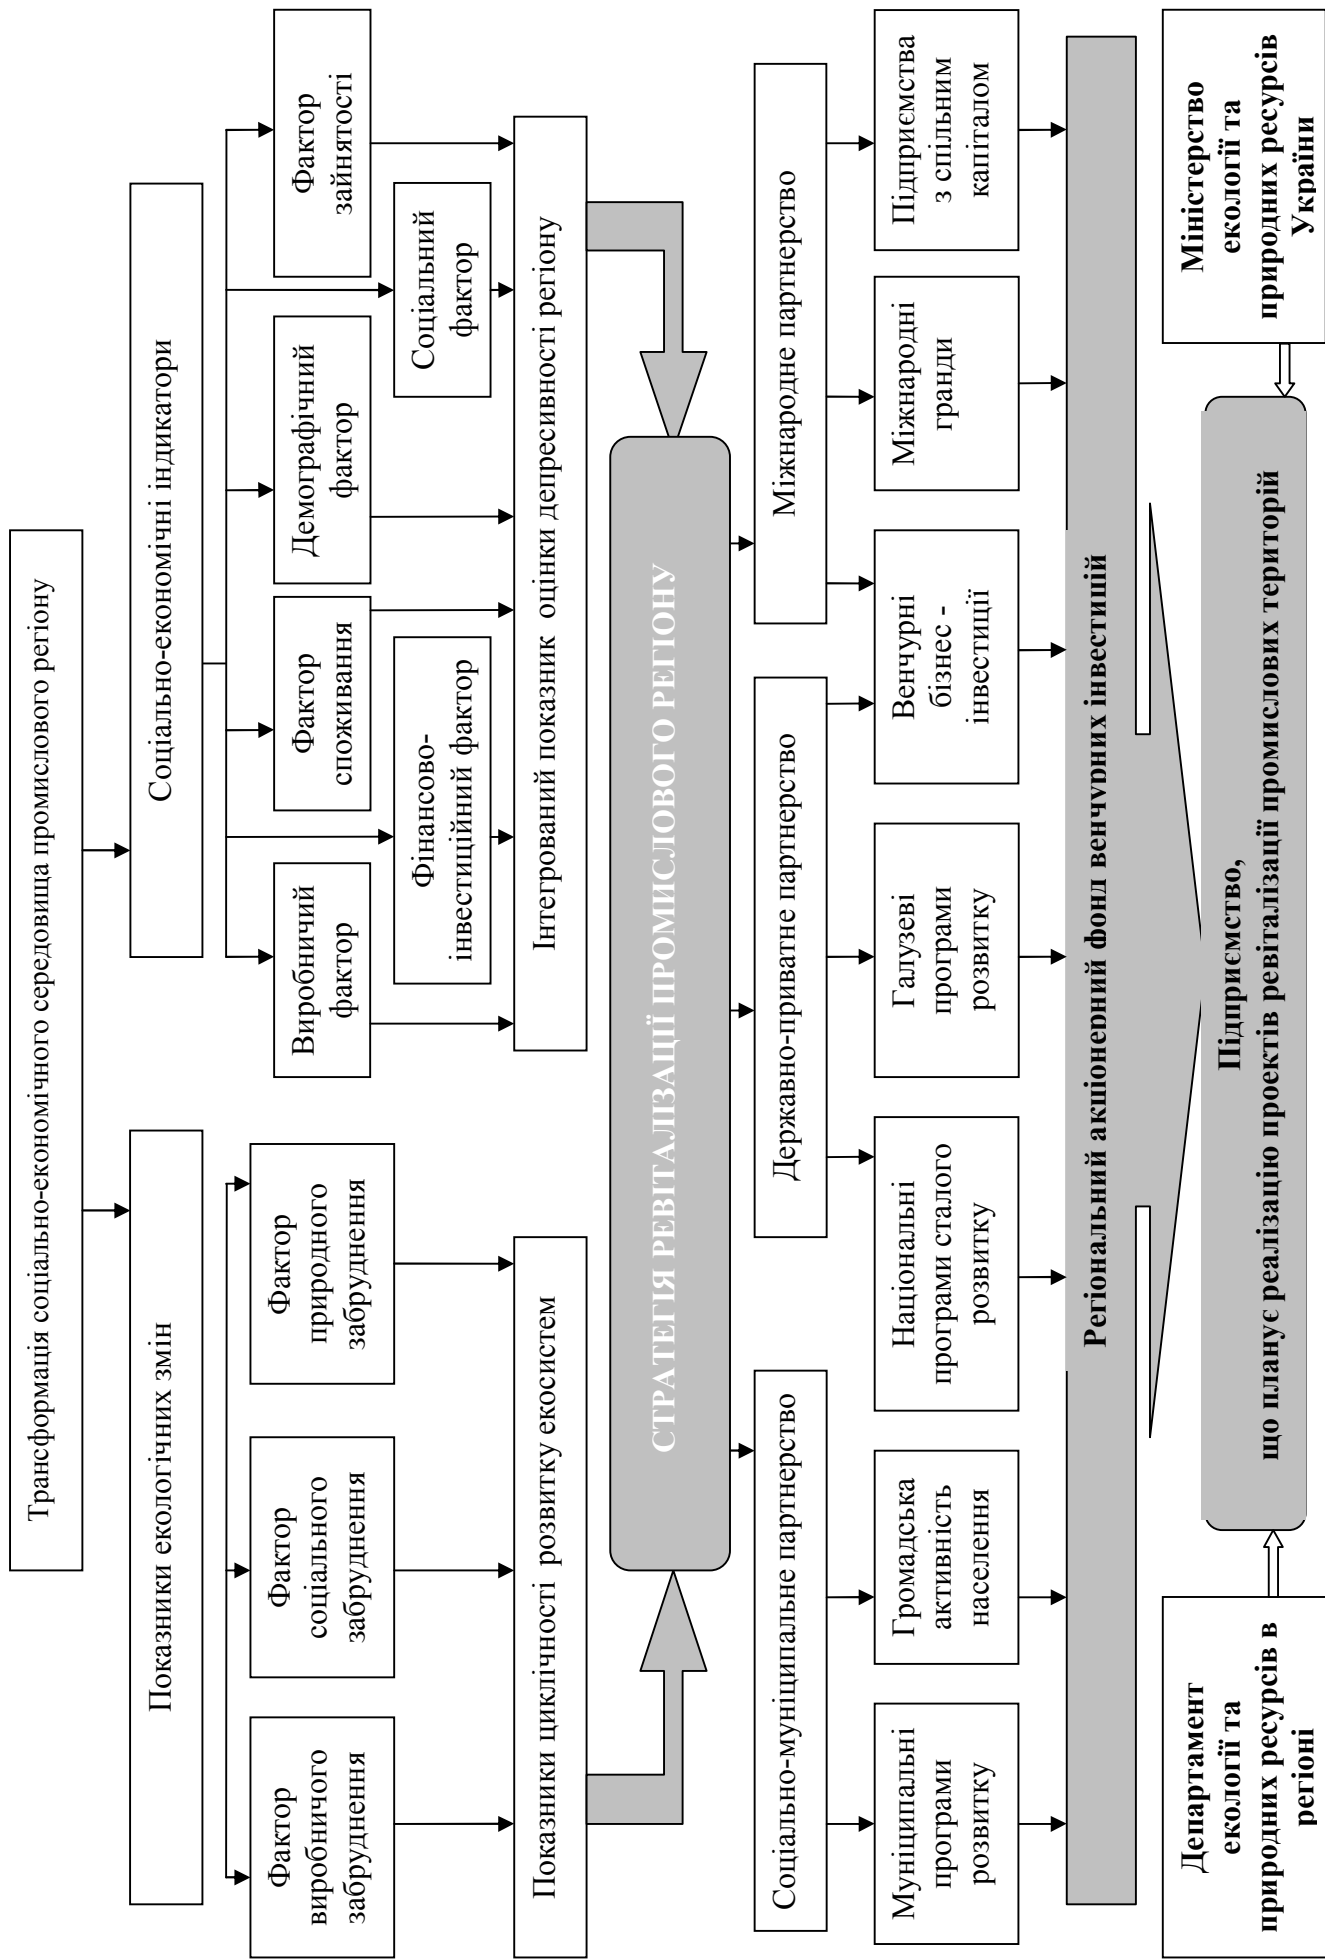 Трансформація соціально-економічного середовища промислового регіону
Показники екологічних змін
Соціально-економічні індикатори
Фактор
виробничого
забруднення
Фактор
соціального
забруднення
Фактор
природного
забруднення
Виробничий
фактор
Фактор
споживання
Демографічний
фактор
Фактор
зайнятості
Фінансово-
інвестиційний фактор
Соціальний
фактор
Показники циклічності розвитку екосистем
Інтегрований показник оцінки депресивності регіону
СТРАТЕГІЯ РЕВІТАЛІЗАЦІЇ ПРОМИСЛОВОГО РЕГІОНУ
Соціально-муніципальне партнерство
Державно-приватне партнерство
Міжнародне партнерство
Муніципальні
програми
розвитку
Громадська
активність
населення
Національні
програми сталого
розвитку
Галузеві
програми
розвитку
Венчурні
бізнес -
інвестиції
Міжнародні
гранди
Підприємства
з спільним
капіталом
Регіональний акціонерний фонд венчурних інвестицій
Департамент
екології та
природних ресурсів в
регіоні
Підприємство,
що планує реалізацію проектів ревіталізації промислових територій
Міністерство
екології та
природних ресурсів
України